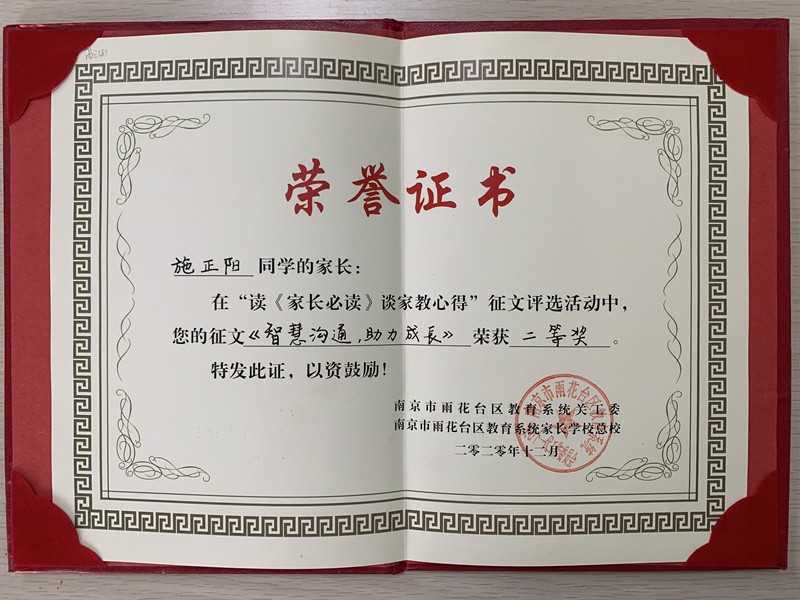 荣誉证书
施正阳 同学的家长：
在“读《家长必读》谈家教心得”征文评选活动中，
您的征文《智慧沟通，助力成长》 荣获 二等奖 。
特发此证，以资鼓励！
南京市雨花台区教育系统关工委
南京市雨花台区教育系统家长学校总校
二零二零年十二月